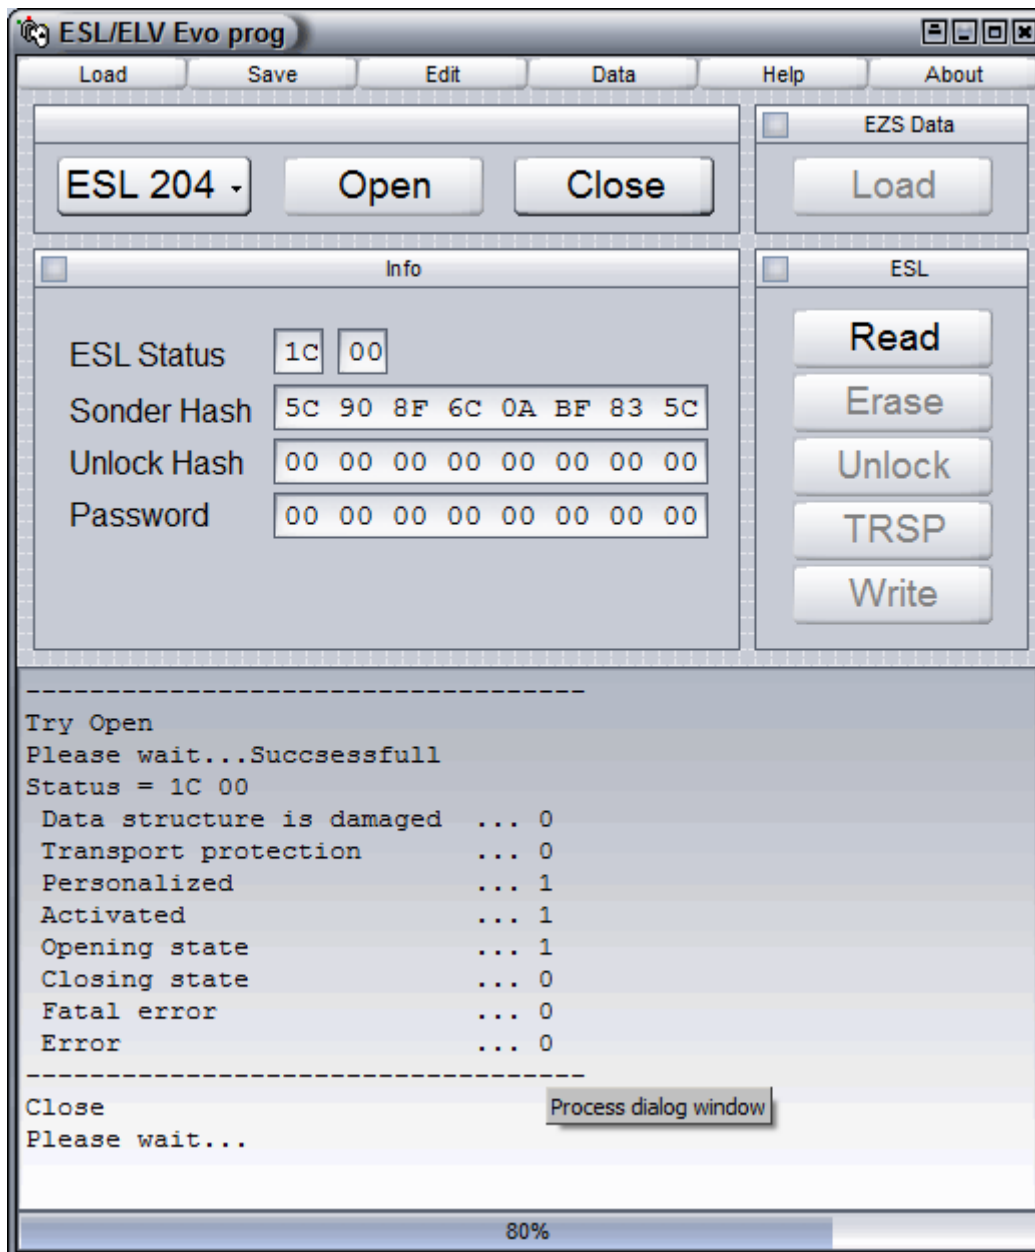 ESL/ELV Evo prog
Load Save Edit Data Help About
EZS Data
ESL 204 Open Close
Load
Info
ESL
ESL Status 1C 00
Sonder Hash 5C 90 8F 6C 0A BF 83 5C
Unlock Hash 00 00 00 00 00 00 00 00
Password 00 00 00 00 00 00 00 00
Read
Erase
Unlock
TRSP
Write
-----------------------------------
Try Open
Please wait...Succsessfull
Status = 1C 00
Data structure is damaged ... 0
Transport protection ... 0
Personalized ... 1
Activated ... 1
Opening state ... 1
Closing state ... 0
Fatal error ... 0
Error ... 0
-----------------------------------
Close
Process dialog window
Please wait...
80%